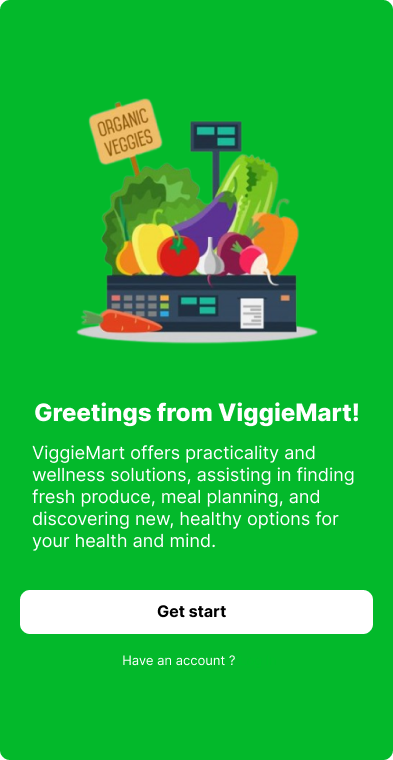 ORGANIC
VEGGIES
Greetings from ViggieMart!
ViggieMart offers practicality and
wellness solutions, assisting in finding
fresh produce, meal planning, and
discovering new, healthy options for
your health and mind.
Get start
Have an account ?